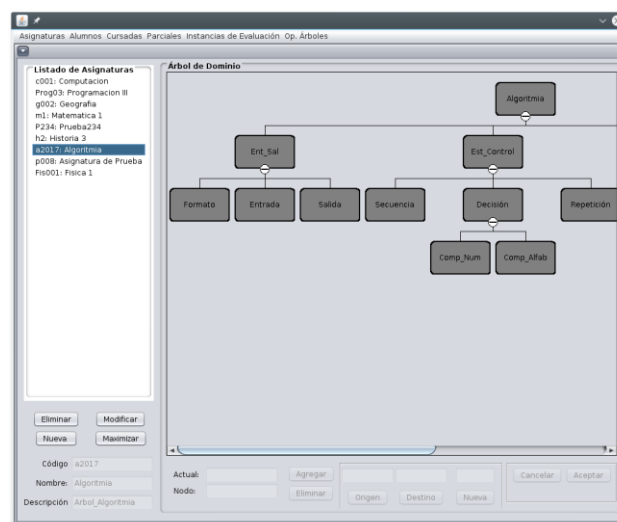 Asignaturas Alumnos Cursadas Parciales Instancias de Evaluación Op. Árboles
Listado de Asignaturas
c001: Computacion
Prog03: Programacion III
g002: Geografia
m1: Matematica 1
P234: Prueba234
h2: Historia 3
a2017: Algoritmia
p008: Asignatura de Prueba
Fis001: Fisica 1
Eliminar Modificar
Nueva Maximizar
Código a2017
Nombre: Algoritmia
Descripción Arbol_Algoritmia
Árbol de Dominio
Algoritmia
Ent_Sal Est_Control
Formato Entrada Salida Secuencia Decisión Repetición
Comp_Num Comp_Alfab
Actual: Agregar
Nodo: Eliminar
Origen Destino Nueva
Cancelar Aceptar